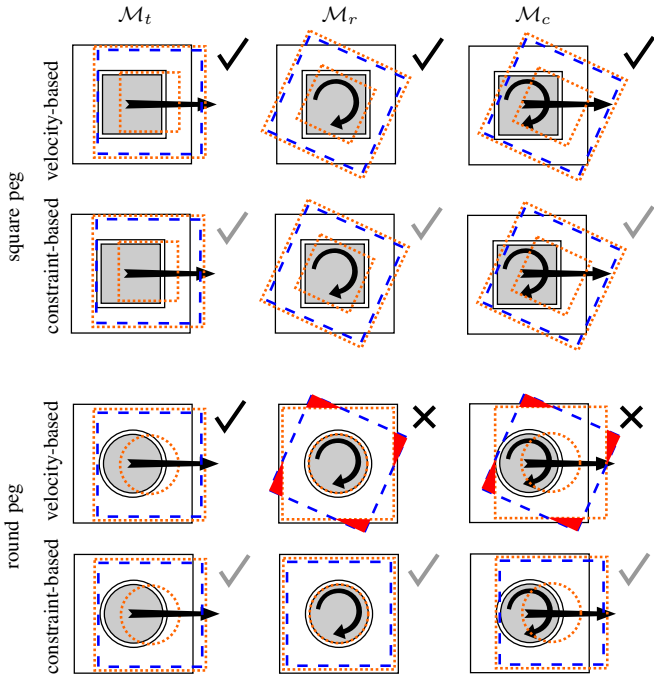 𝓜t 𝓜r 𝓜c
square peg
velocity-based
constraint-based
round peg
velocity-based
constraint-based